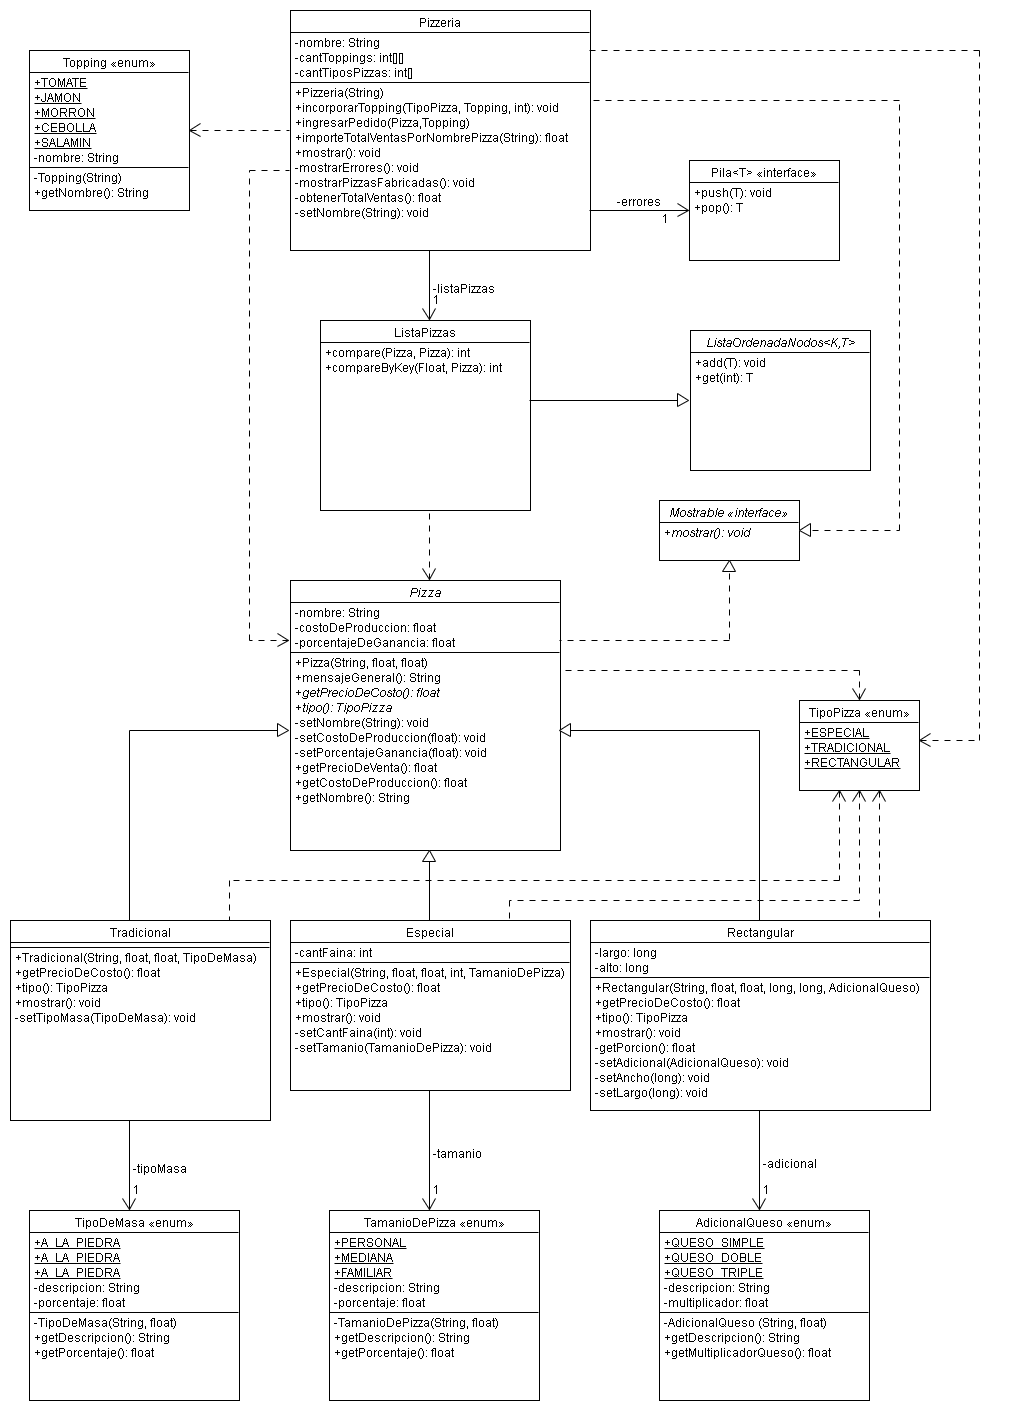 Pizzeria
-nombre: String
-cantToppings: int[][]
-cantTiposPizzas: int[]
+Pizzeria(String)
+incorporarTopping(TipoPizza, Topping, int): void
+ingresarPedido(Pizza,Topping)
+importeTotalVentasPorNombrePizza(String): float
+mostrar(): void
-mostrarErrores(): void
-mostrarPizzasFabricadas(): void
-obtenerTotalVentas(): float
-setNombre(String): void
Topping «enum»
+TOMATE
+JAMON
+MORRON
+CEBOLLA
+SALAMIN
-nombre: String
-Topping(String)
+getNombre(): String
Pila<T> «interface»
+push(T): void
+pop(): T
-errores
1
-listaPizzas
1
ListaPizzas
+compare(Pizza, Pizza): int
+compareByKey(Float, Pizza): int
ListaOrdenadaNodos<K,T>
+add(T): void
+get(int): T
Mostrable «interface»
+mostrar(): void
Pizza
-nombre: String
-costoDeProduccion: float
-porcentajeDeGanancia: float
+Pizza(String, float, float)
+mensajeGeneral(): String
+getPrecioDeCosto(): float
+tipo(): TipoPizza
-setNombre(String): void
-setCostoDeProduccion(float): void
-setPorcentajeGanancia(float): void
+getPrecioDeVenta(): float
+getCostoDeProduccion(): float
+getNombre(): String
TipoPizza «enum»
+ESPECIAL
+TRADICIONAL
+RECTANGULAR
Tradicional
+Tradicional(String, float, float, TipoDeMasa)
+getPrecioDeCosto(): float
+tipo(): TipoPizza
+mostrar(): void
-setTipoMasa(TipoDeMasa): void
Especial
-cantFaina: int
+Especial(String, float, float, int, TamanioDePizza)
+getPrecioDeCosto(): float
+tipo(): TipoPizza
+mostrar(): void
-setCantFaina(int): void
-setTamanio(TamanioDePizza): void
Rectangular
-largo: long
-alto: long
+Rectangular(String, float, float, long, long, AdicionalQueso)
+getPrecioDeCosto(): float
+tipo(): TipoPizza
+mostrar(): void
-getPorcion(): float
-setAdicional(AdicionalQueso): void
-setAncho(long): void
-setLargo(long): void
-tipoMasa
1
-tamanio
1
-adicional
1
TipoDeMasa «enum»
+A_LA_PIEDRA
+A_LA_PIEDRA
+A_LA_PIEDRA
-descripcion: String
-porcentaje: float
-TipoDeMasa(String, float)
+getDescripcion(): String
+getPorcentaje(): float
TamanioDePizza «enum»
+PERSONAL
+MEDIANA
+FAMILIAR
-descripcion: String
-porcentaje: float
-TamanioDePizza(String, float)
+getDescripcion(): String
+getPorcentaje(): float
AdicionalQueso «enum»
+QUESO_SIMPLE
+QUESO_DOBLE
+QUESO_TRIPLE
-descripcion: String
-multiplicador: float
-AdicionalQueso (String, float)
+getDescripcion(): String
+getMultiplicadorQueso(): float